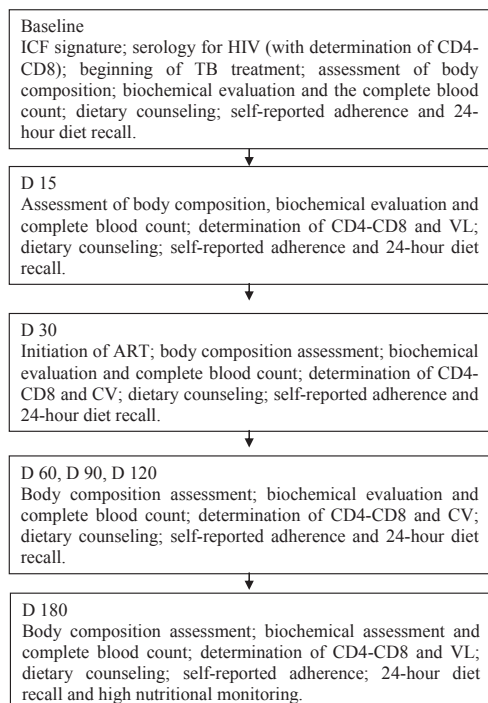 Baseline
ICF signature; serology for HIV (with determination of CD4-
CD8); beginning of TB treatment; assessment of body
composition; biochemical evaluation and the complete blood
count; dietary counseling; self-reported adherence and 24-
hour diet recall.
D 15
Assessment of body composition, biochemical evaluation and
complete blood count; determination of CD4-CD8 and VL;
dietary counseling; self-reported adherence and 24-hour diet
recall.
D 30
Initiation of ART; body composition assessment; biochemical
evaluation and complete blood count; determination of CD4-
CD8 and CV; dietary counseling; self-reported adherence and
24-hour diet recall.
D 60, D 90, D 120
Body composition assessment; biochemical evaluation and
complete blood count; determination of CD4-CD8 and CV;
dietary counseling; self-reported adherence and 24-hour diet
recall.
D 180
Body composition assessment; biochemical assessment and
complete blood count; determination of CD4-CD8 and VL;
dietary counseling; self-reported adherence; 24-hour diet
recall and high nutritional monitoring.